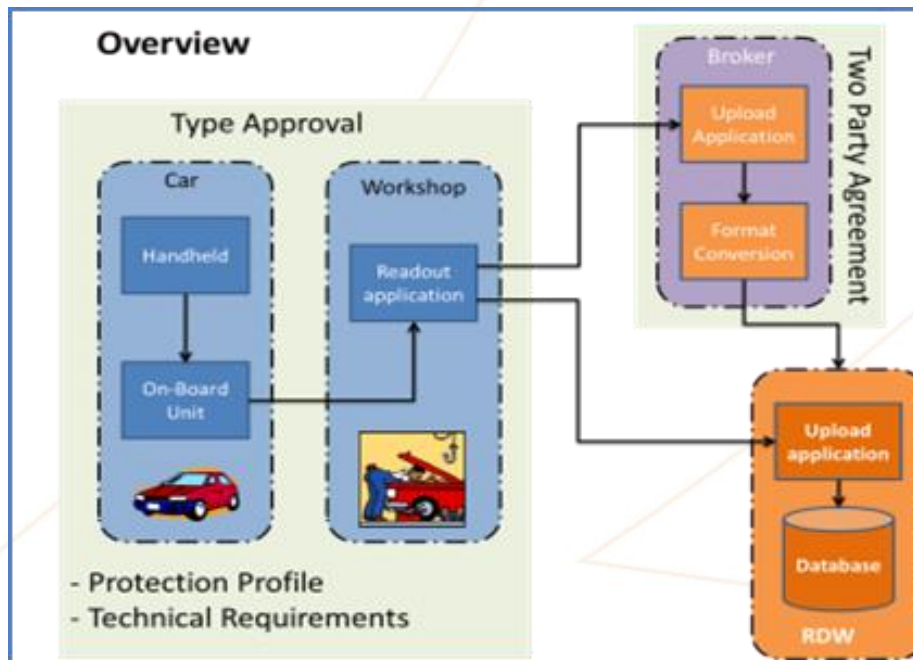 Overview
Type Approval
Car
Handheld
On-Board
Unit
Workshop
Readout
application
- Protection Profile
- Technical Requirements
Broker
Upload
Application
Format
Conversion
Two Party Agreement
Upload
application
Database
RDW